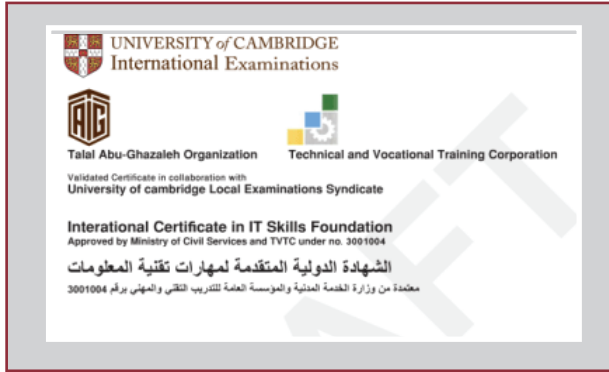 UNIVERSITY of CAMBRIDGE
International Examinations
Talal Abu-Ghazaleh Organization
Technical and Vocational Training Corporation
Validated Certificate in collaboration with
University of cambridge Local Examinations Syndicate
Interational Certificate in IT Skills Foundation
Approved by Ministry of Civil Services and TVTC under no. 3001004
الشهادة الدولية المتقدمة لمهارات تقنية المعلومات
معتمدة من وزارة الخدمة المدنية والمؤسسة العامة للتدريب التقني والمهني برقم 3001004